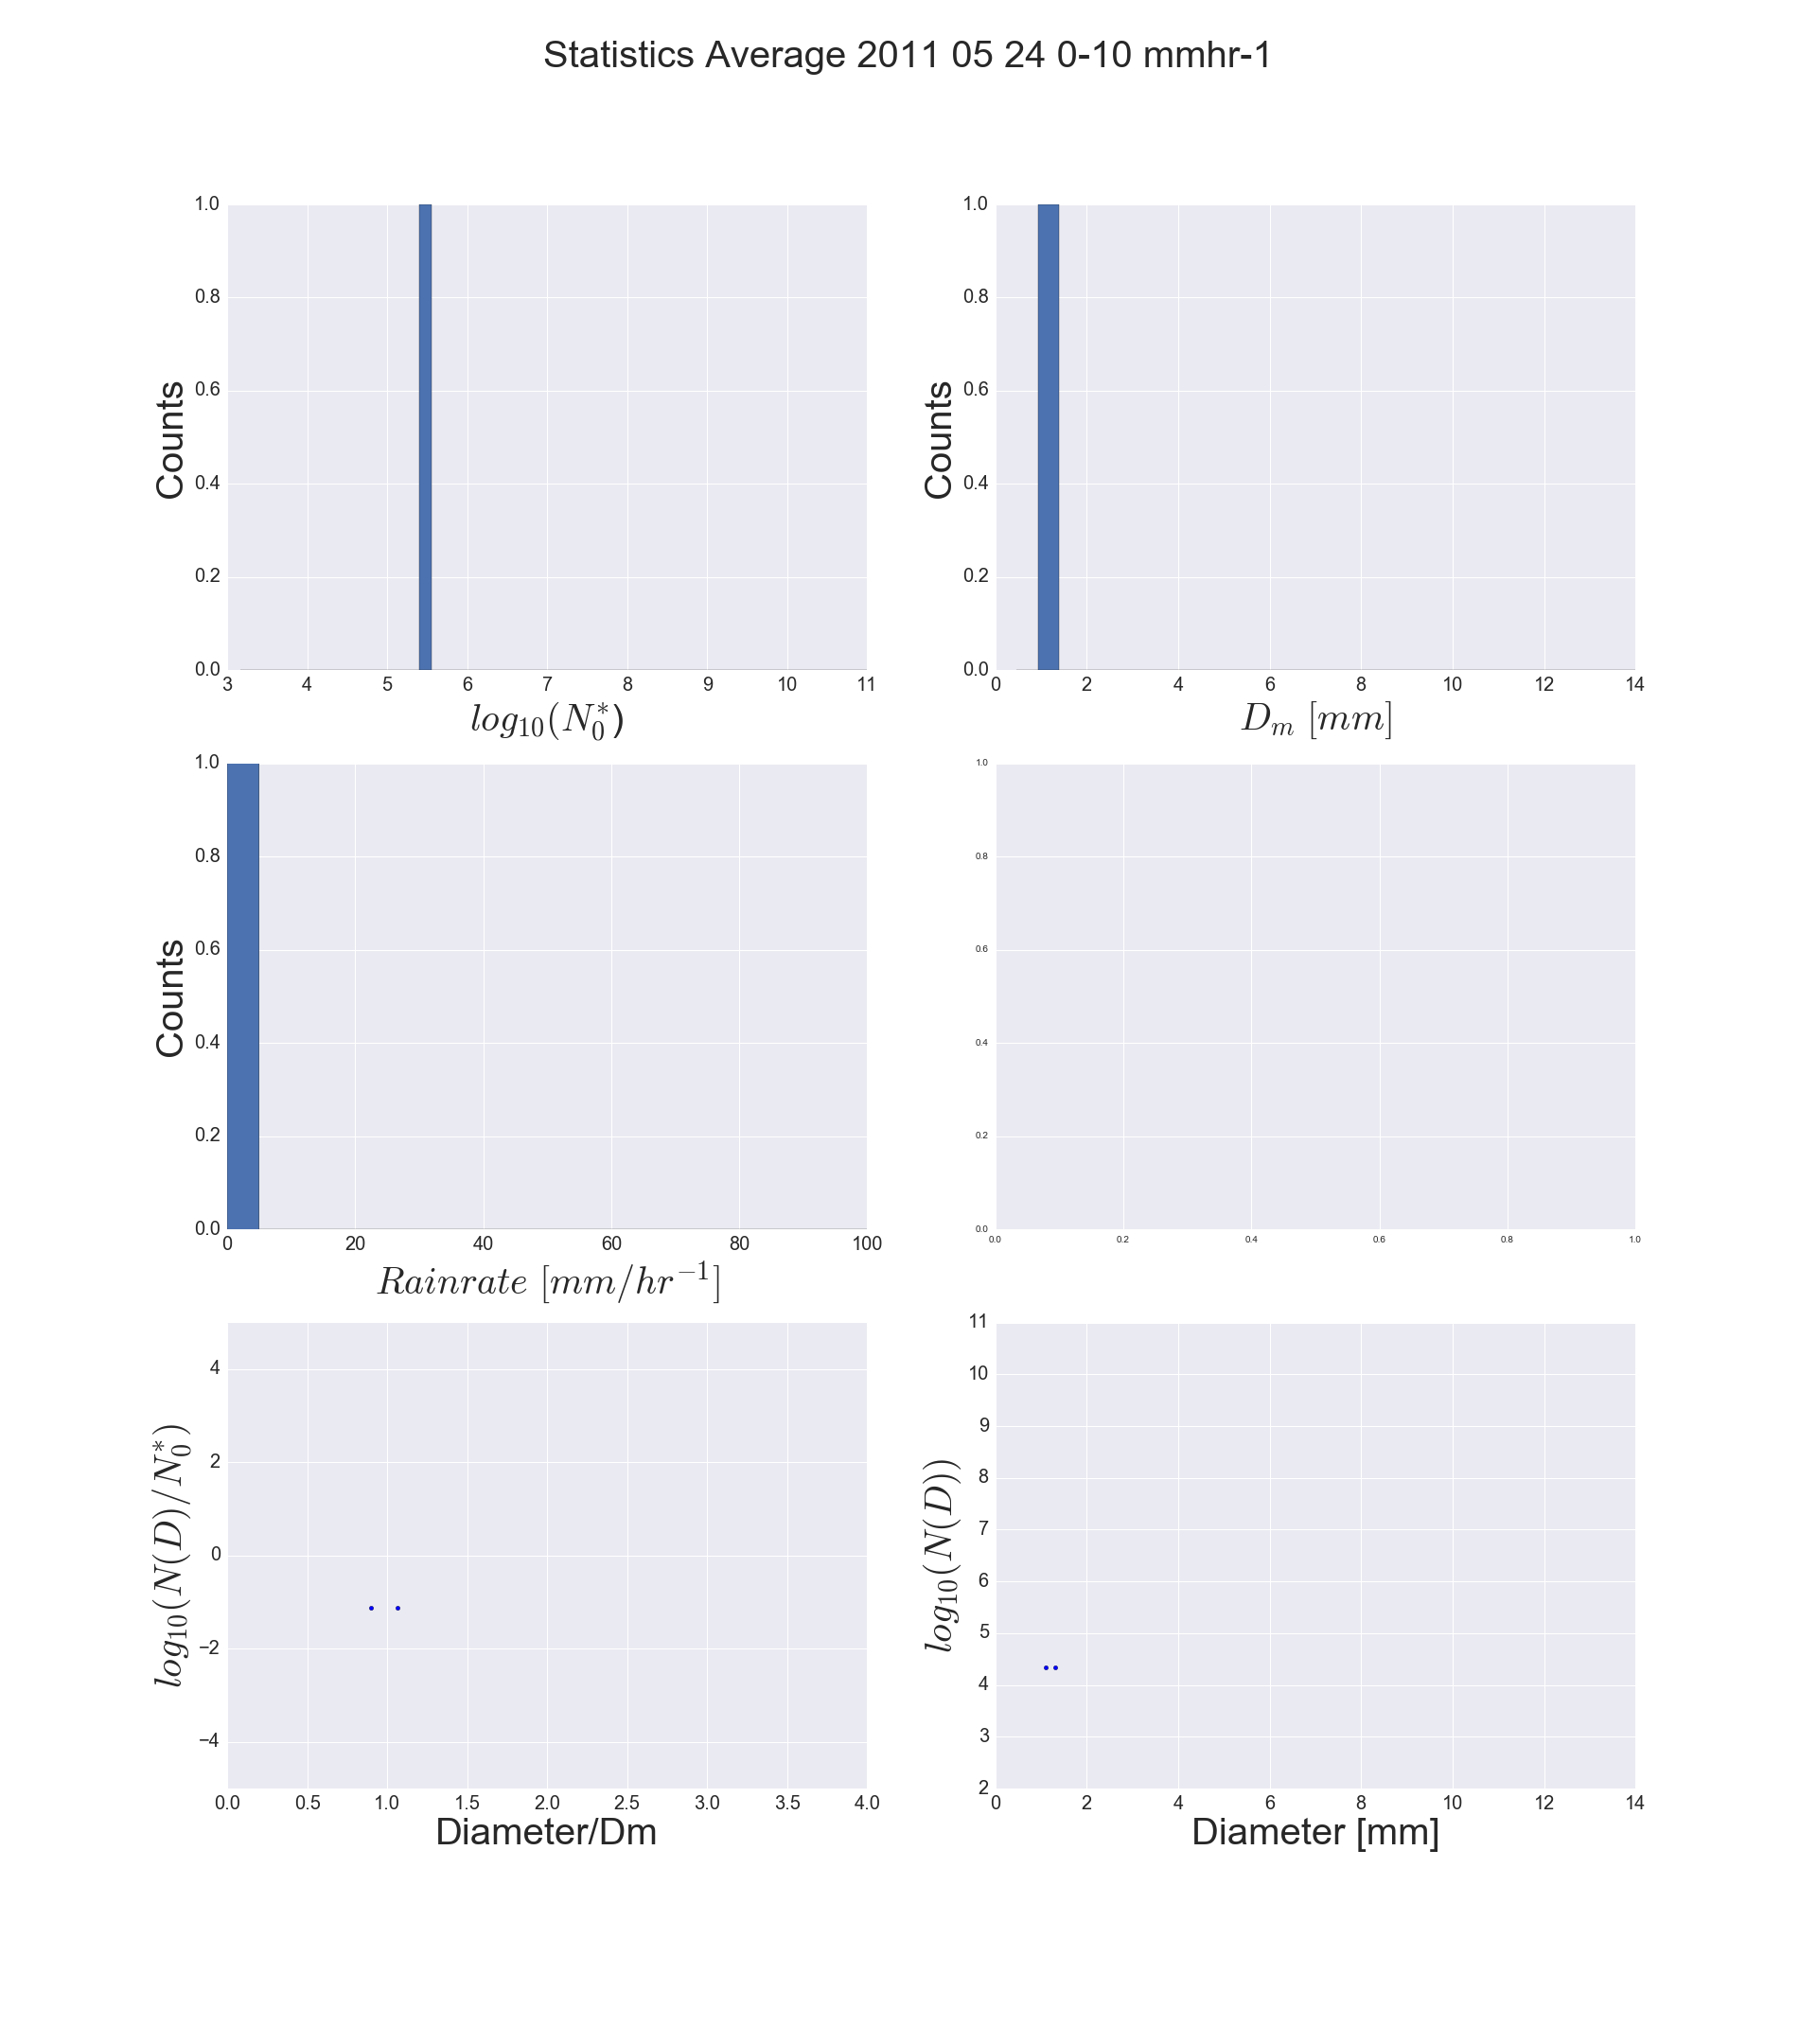 Statistics Average 2011 05 24 0-10 mmhr-1
1.0
0.8
0.6
0.4
0.2
0.0
Counts
3 4 5 6 7 8 9 10 11
log₁₀(N₀*)
1.0
0.8
0.6
0.4
0.2
0.0
Counts
0 2 4 6 8 10 12 14
Dₘ [mm]
1.0
0.8
0.6
0.4
0.2
0.0
Counts
0 20 40 60 80 100
Rainrate [mm/hr⁻¹]
1.0
0.8
0.6
0.4
0.2
0.0
0.0 0.2 0.4 0.6 0.8 1.0
4
2
0
−2
−4
log₁₀(N(D)/N₀*)
0.0 0.5 1.0 1.5 2.0 2.5 3.0 3.5 4.0
Diameter/Dm
11
10
9
8
7
6
5
4
3
2
log₁₀(N(D))
0 2 4 6 8 10 12 14
Diameter [mm]